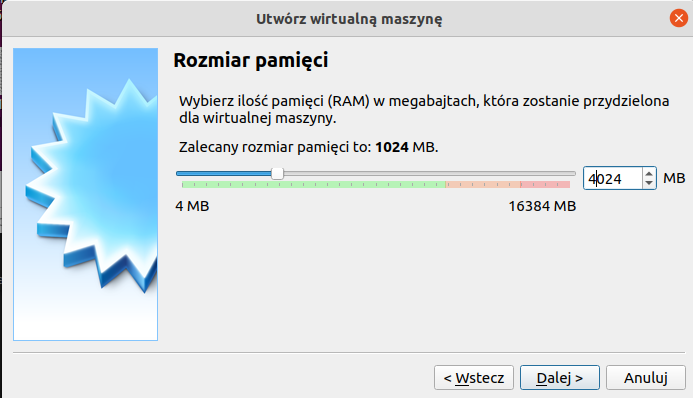 Utwórz wirtualną maszynę
Rozmiar pamięci
Wybierz ilość pamięci (RAM) w megabajtach, która zostanie przydzielona
dla wirtualnej maszyny.
Zalecany rozmiar pamięci to: 1024 MB.
4024 MB
4 MB 16384 MB
< Wstecz Dalej > Anuluj